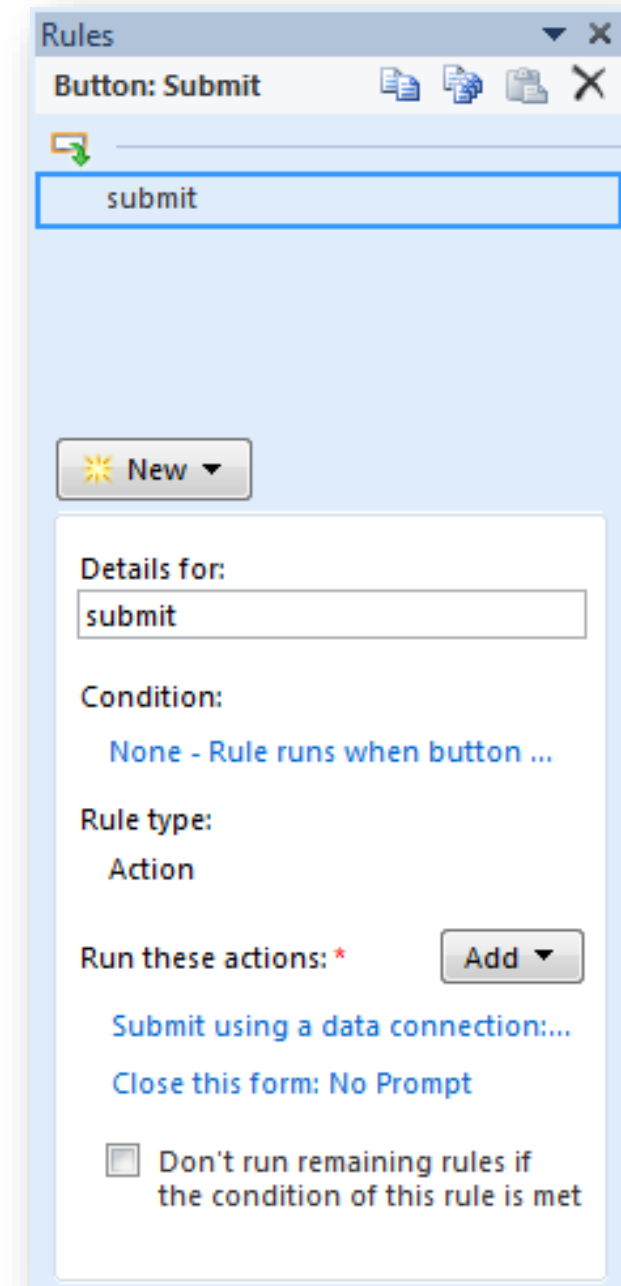 Rules
Button: Submit
submit
New
Details for:
submit
Condition:
None - Rule runs when button ...
Rule type:
Action
Run these actions: * Add
Submit using a data connection:...
Close this form: No Prompt
Don't run remaining rules if
the condition of this rule is met